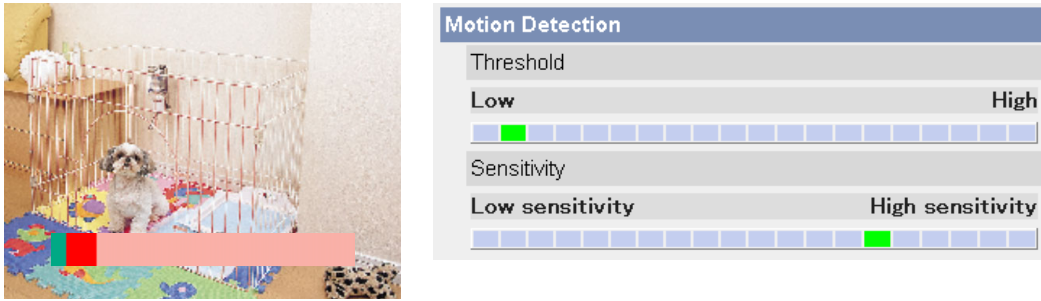 Motion Detection
Threshold
Low High
Sensitivity
Low sensitivity High sensitivity